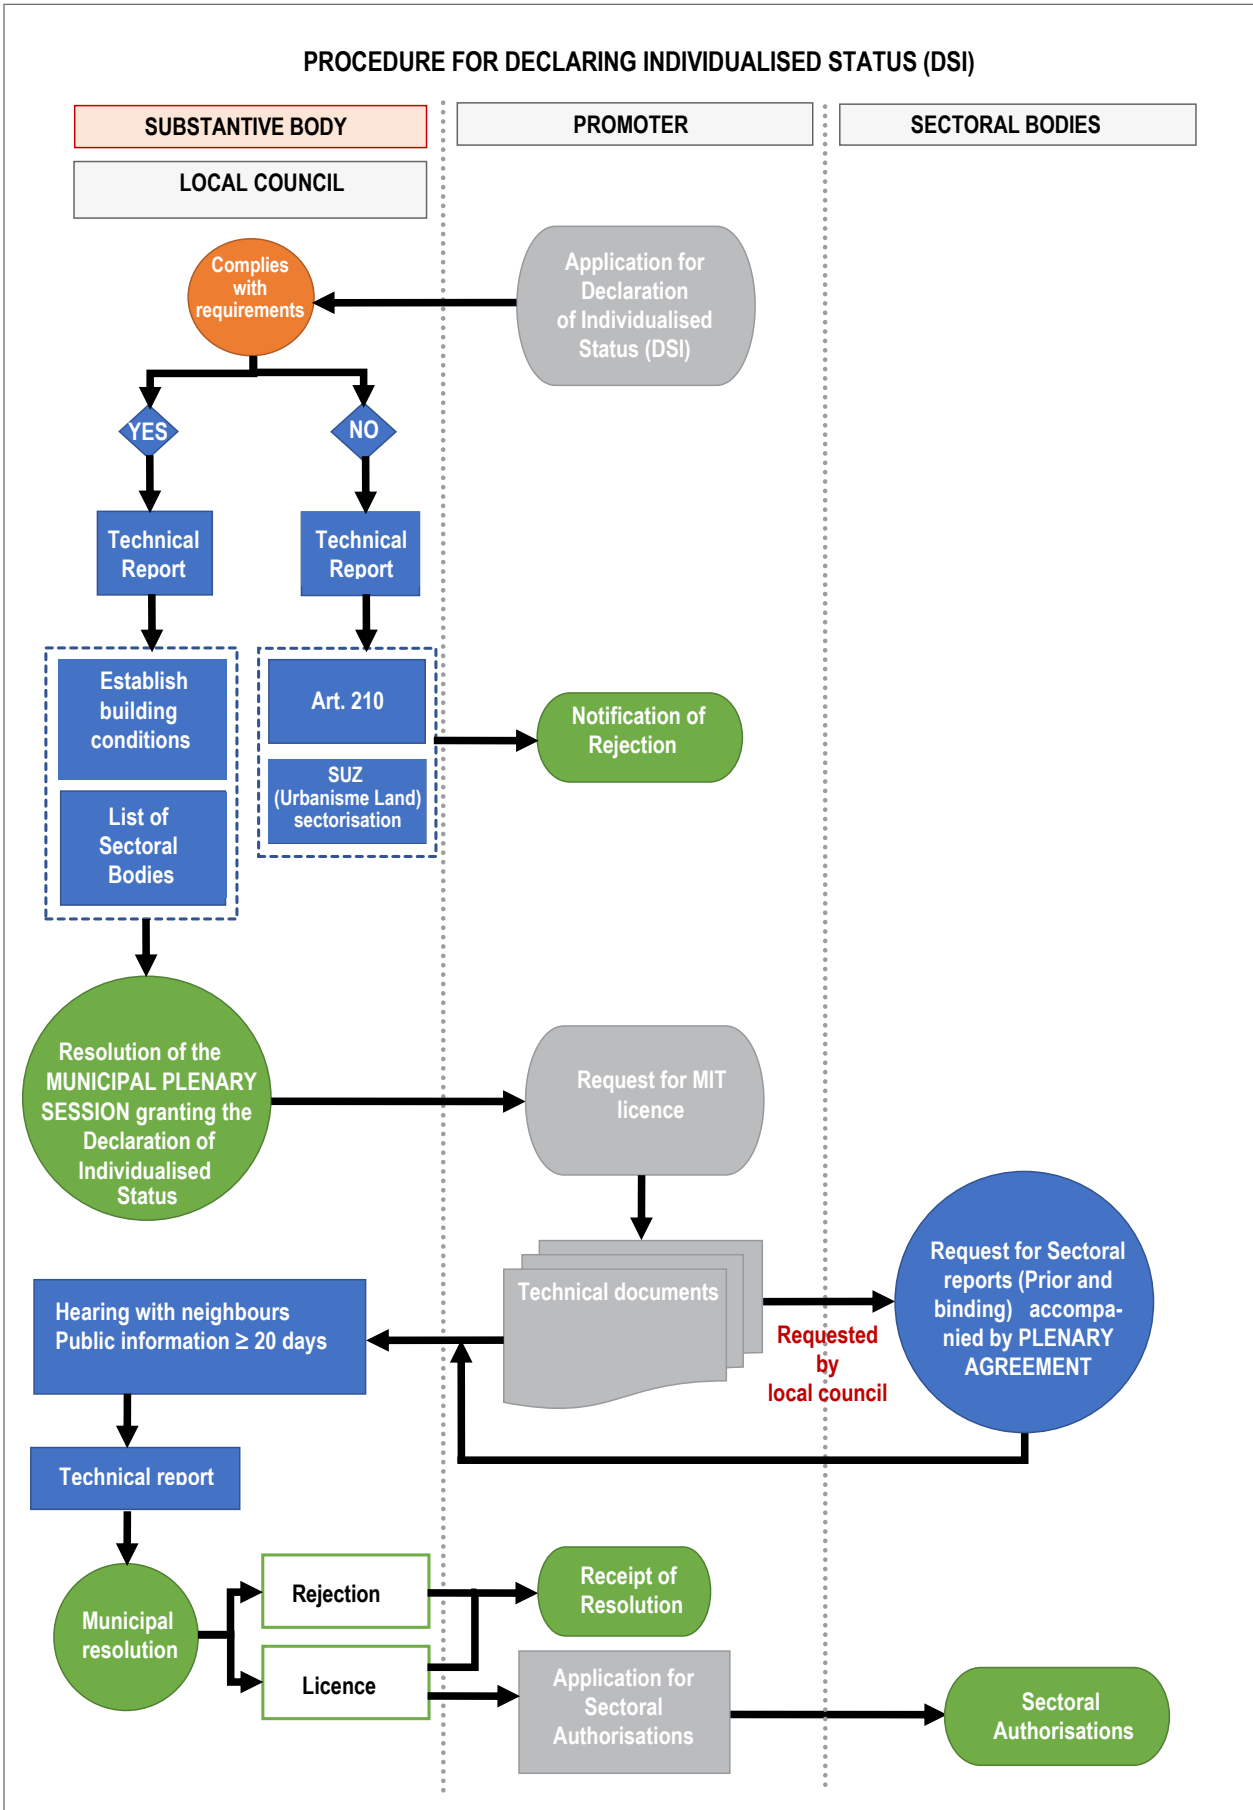 PROCEDURE FOR DECLARING INDIVIDUALISED STATUS (DSI)
SUBSTANTIVE BODY
PROMOTER
SECTORAL BODIES
LOCAL COUNCIL
Complies
with
requirements
Application for
Declaration
of Individualised
Status (DSI)
YES
NO
Technical
Report
Technical
Report
Establish
building
conditions
Art. 210
Notification of
Rejection
SUZ
(Urbanisme Land)
sectorisation
List of
Sectoral
Bodies
Resolution of the
MUNICIPAL PLENARY
SESSION granting the
Declaration of
Individualised
Status
Request for MIT
licence
Technical documents
Requested
by
local council
Request for Sectoral
reports (Prior and
binding) accompa-
nied by PLENARY
AGREEMENT
Hearing with neighbours
Public information ≥ 20 days
Technical report
Municipal
resolution
Rejection
Licence
Receipt of
Resolution
Application for
Sectoral
Authorisations
Sectoral
Authorisations